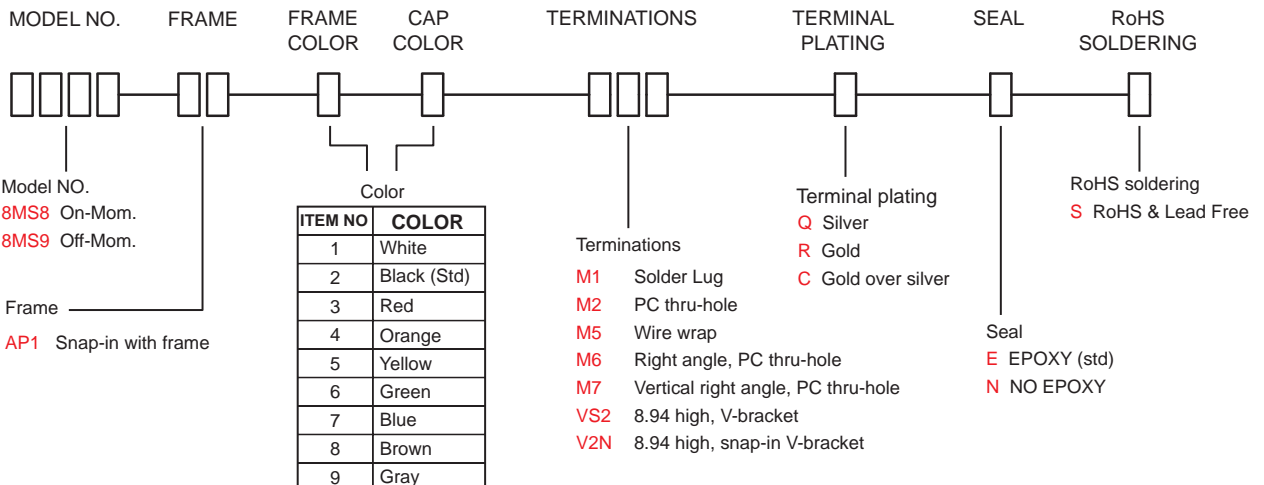 MODEL NO. FRAME FRAME COLOR CAP COLOR TERMINATIONS TERMINAL PLATING SEAL RoHS SOLDERING
Model NO.
8MS8 On-Mom.
8MS9 Off-Mom.
Frame
AP1 Snap-in with frame
Color
ITEM NO COLOR
1 White
2 Black (Std)
3 Red
4 Orange
5 Yellow
6 Green
7 Blue
8 Brown
9 Gray
Terminations
M1 Solder Lug
M2 PC thru-hole
M5 Wire wrap
M6 Right angle, PC thru-hole
M7 Vertical right angle, PC thru-hole
VS2 8.94 high, V-bracket
V2N 8.94 high, snap-in V-bracket
Terminal plating
Q Silver
R Gold
C Gold over silver
Seal
E EPOXY (std)
N NO EPOXY
RoHS soldering
S RoHS & Lead Free